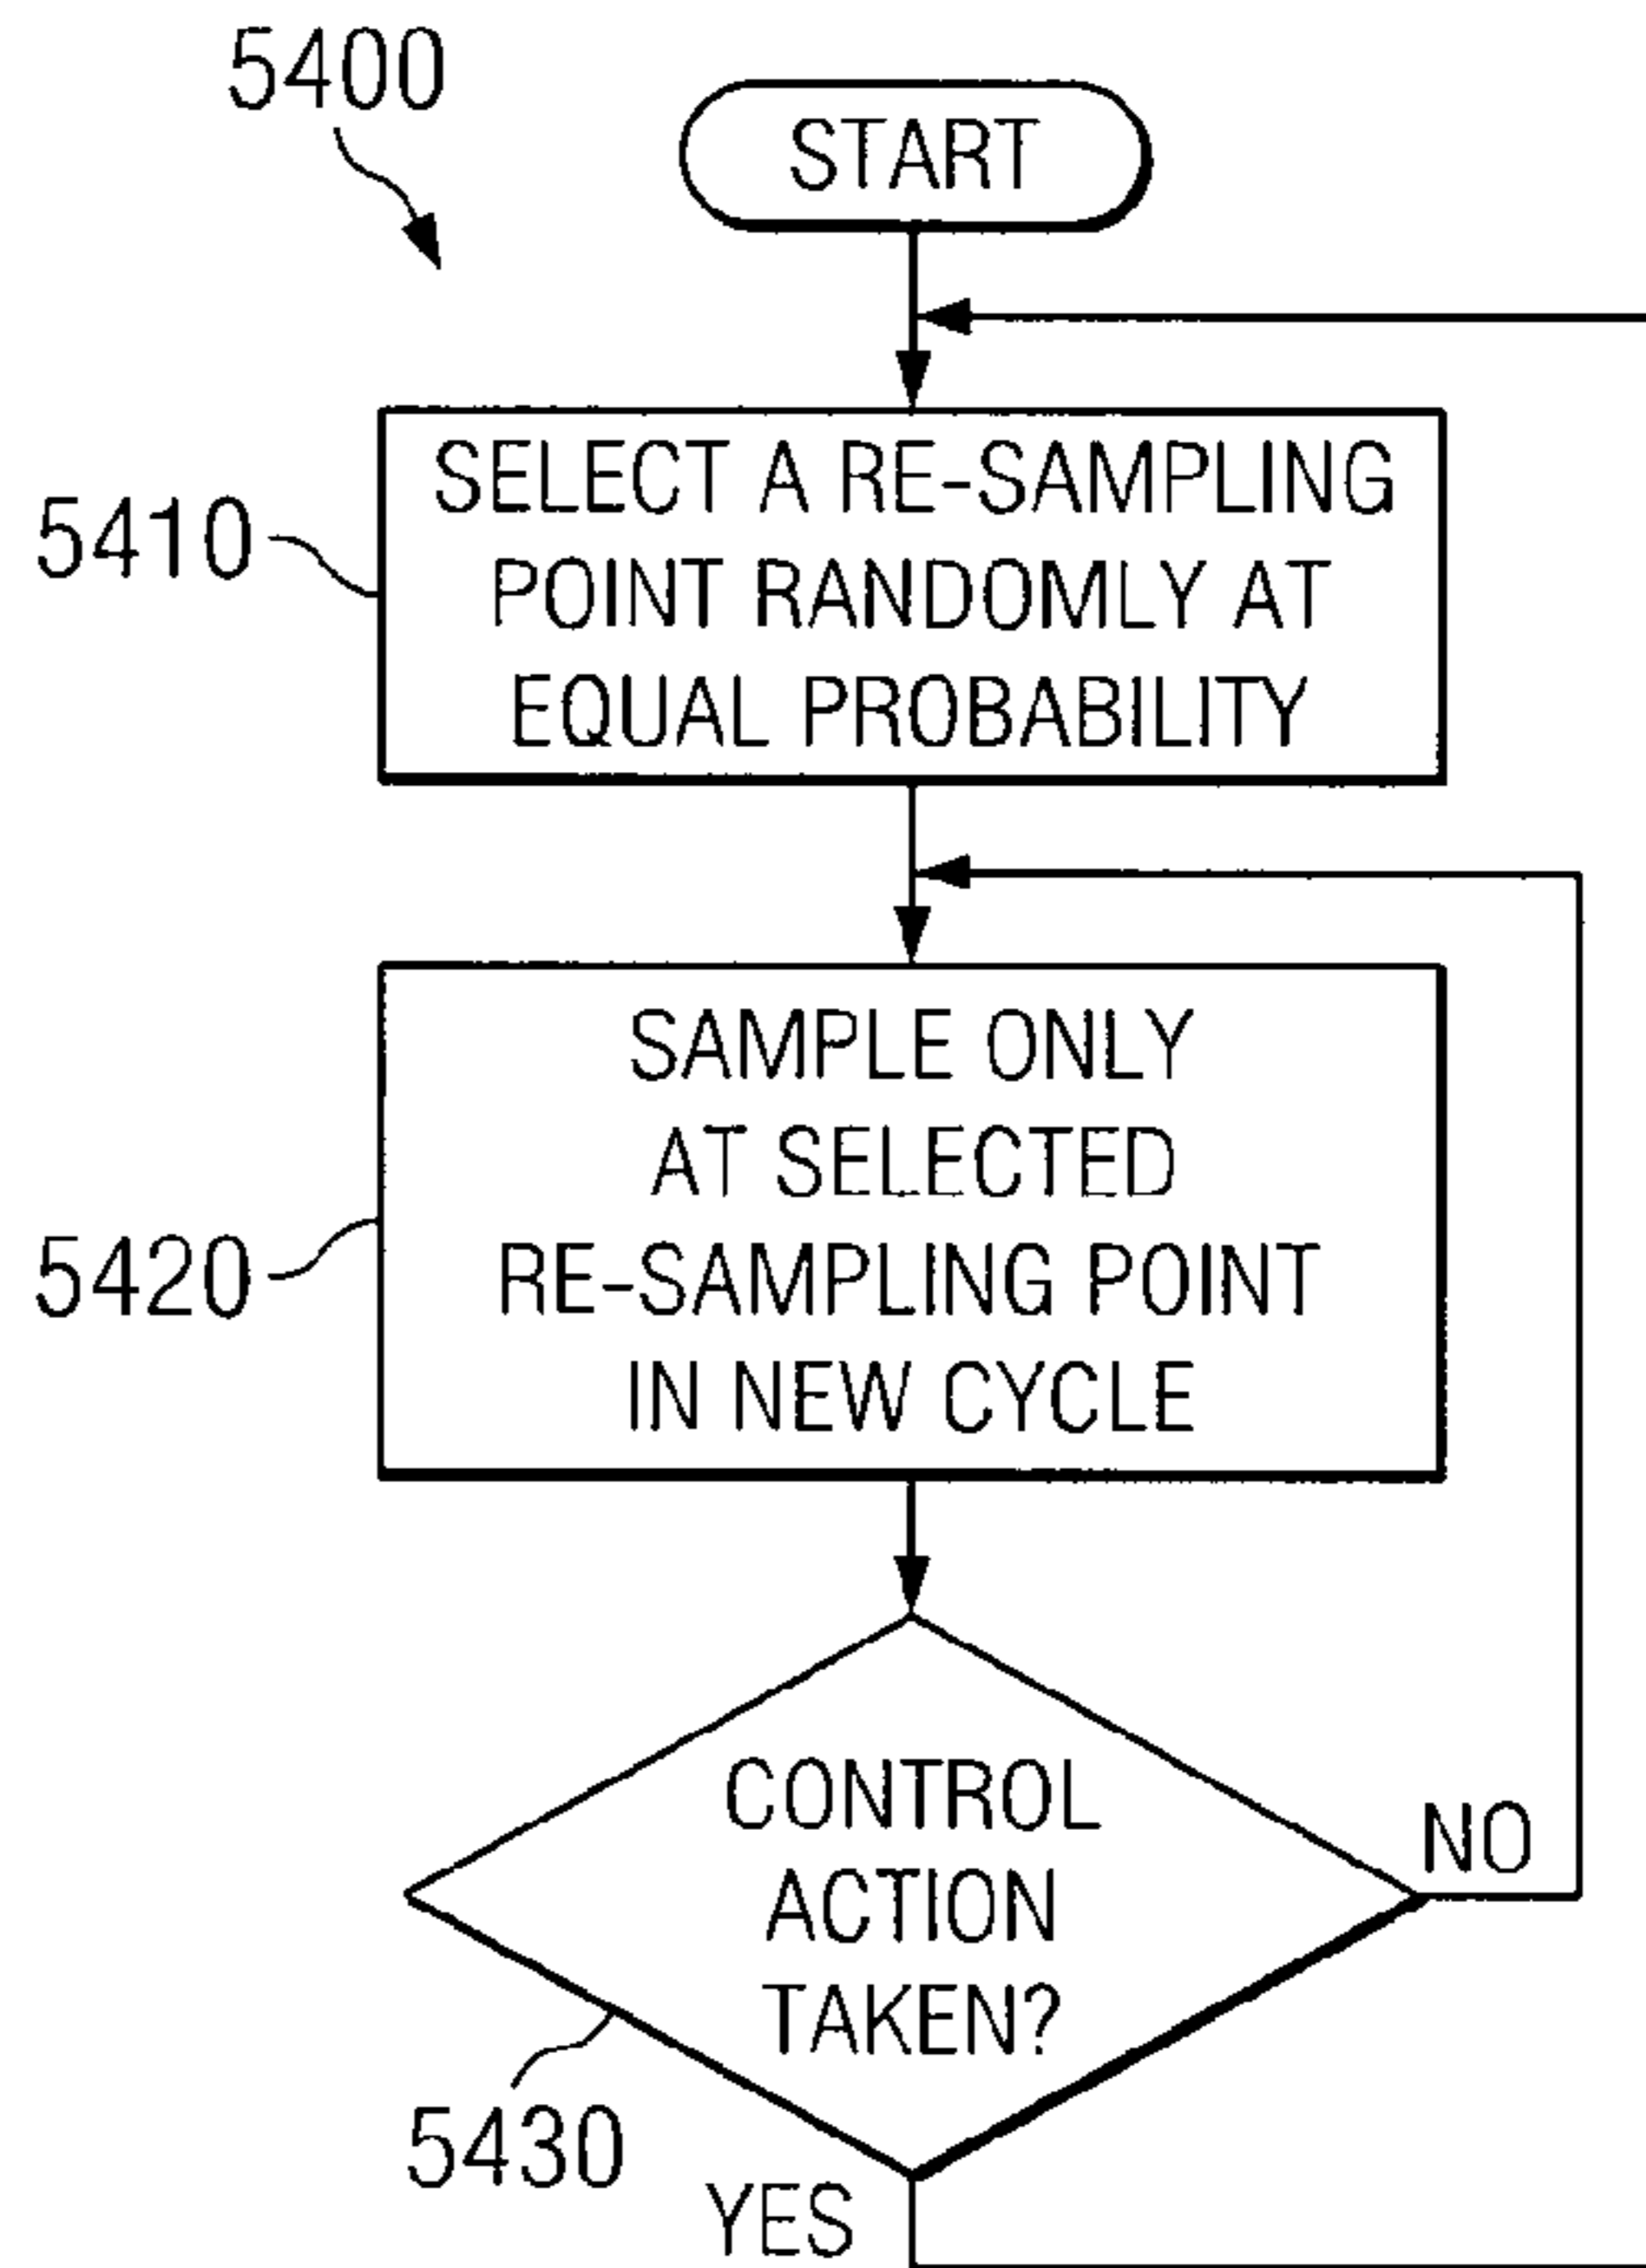 5400
START
5410
SELECT A RE-SAMPLING
POINT RANDOMLY AT
EQUAL PROBABILITY
5420
SAMPLE ONLY
AT SELECTED
RE-SAMPLING POINT
IN NEW CYCLE
CONTROL
ACTION
TAKEN?
NO
5430
YES